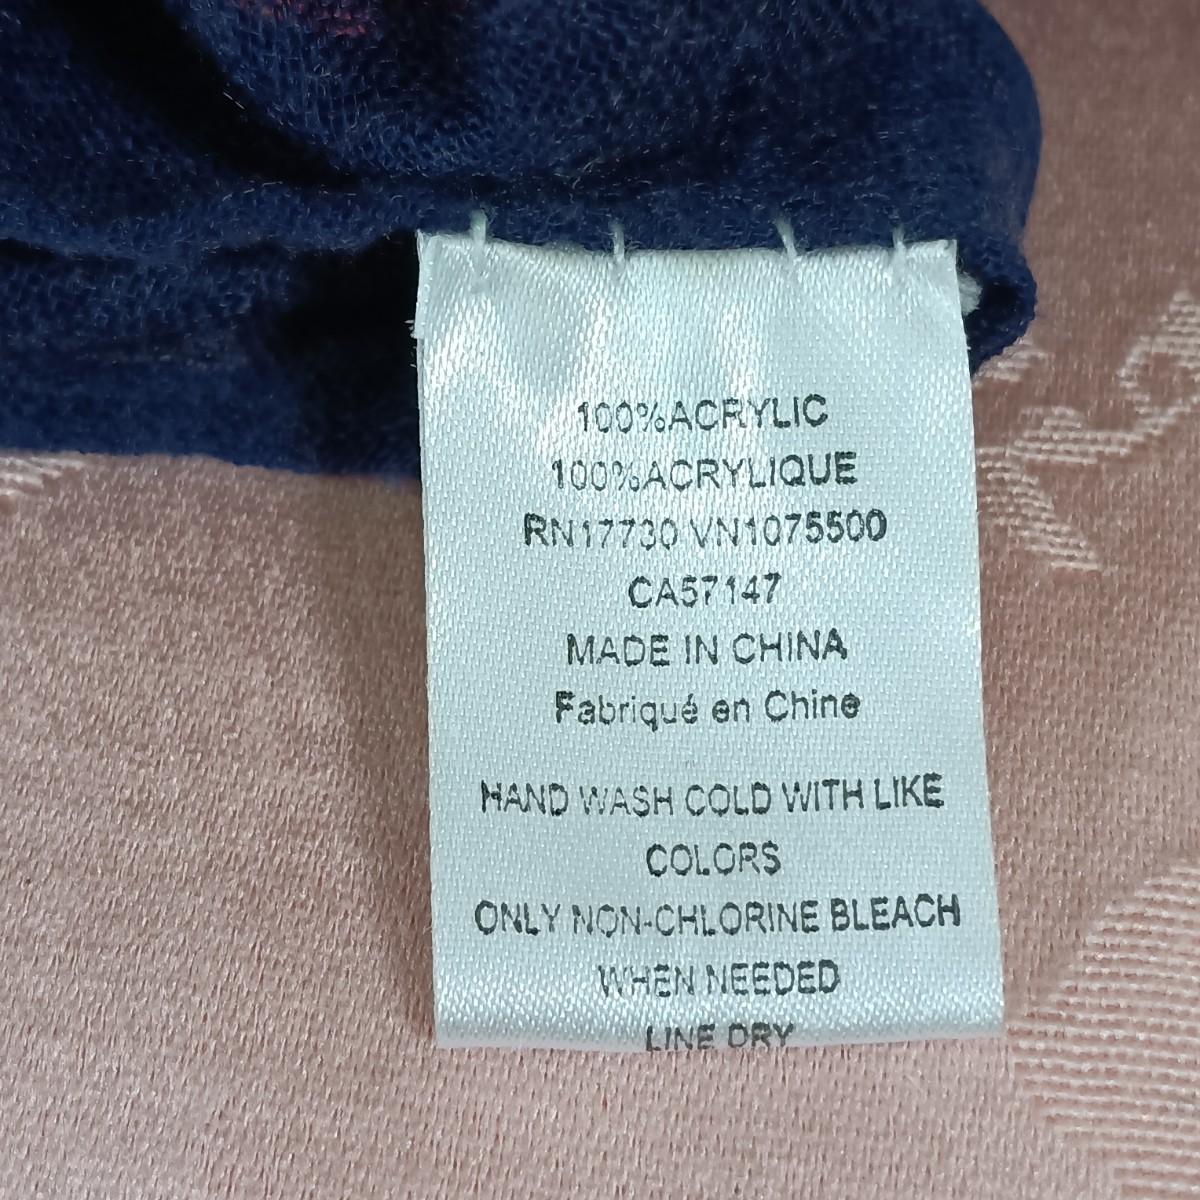 100%ACRYLIC
100%ACRYLIQUE
RN17730 VN1075500
CA57147
MADE IN CHINA
Fabriqué en Chine
HAND WASH COLD WITH LIKE
COLORS
ONLY NON-CHLORINE BLEACH
WHEN NEEDED
LINE DRY